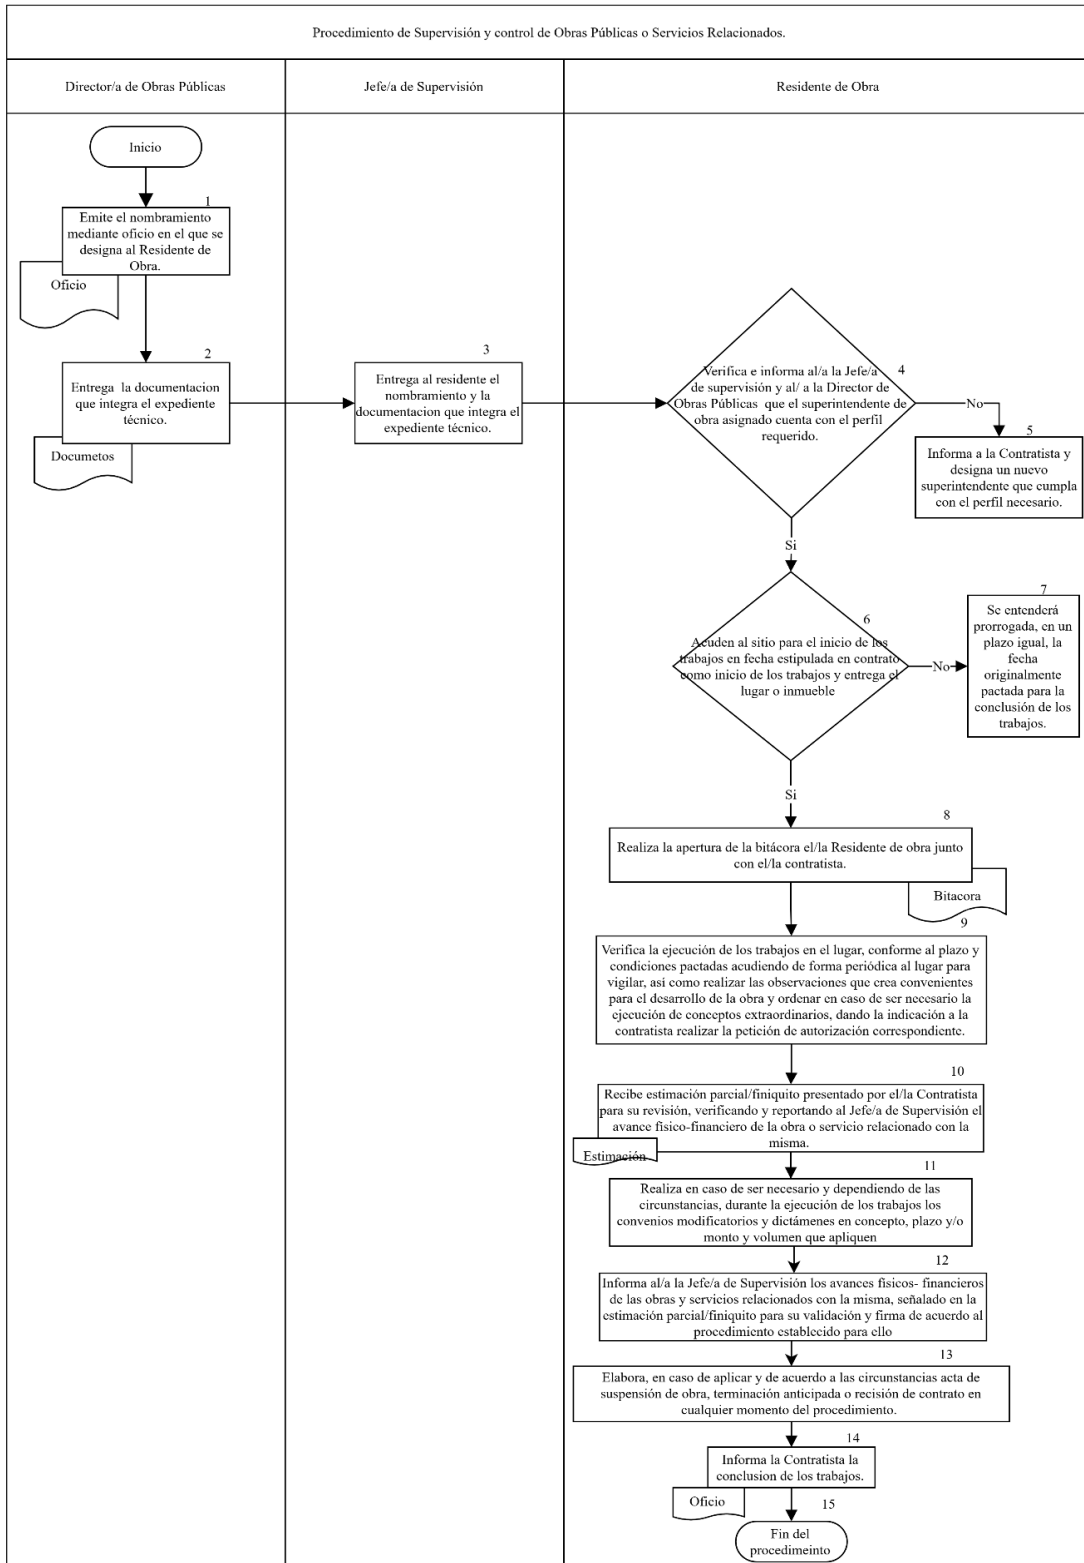 Procedimiento de Supervisión y control de Obras Públicas o Servicios Relacionados.
Director/a de Obras Públicas
Jefe/a de Supervisión
Residente de Obra
Inicio
1
Emite el nombramiento
mediante oficio en el que se
designa al Residente de
Obra.
Oficio
2
Entrega la documentacion
que integra el expediente
técnico.
Documetos
3
Entrega al residente el
nombramiento y la
documentacion que integra el
expediente técnico.
4
Verifica e informa al/a la Jefe/a
de supervisión y al/ a la Director de
Obras Públicas que el superintendente de
obra asignado cuenta con el perfil
requerido.
No
5
Informa a la Contratista y
designa un nuevo
superintendente que cumpla
con el perfil necesario.
Si
6
Acuden al sitio para el inicio de los
trabajos en fecha estipulada en contrato
como inicio de los trabajos y entrega el
lugar o inmueble
No
7
Se entenderá
prorrogada, en un
plazo igual, la
fecha
originalmente
pactada para la
conclusión de los
trabajos.
Si
8
Realiza la apertura de la bitácora el/la Residente de obra junto
con el/la contratista.
Bitacora
9
Verifica la ejecución de los trabajos en el lugar, conforme al plazo y
condiciones pactadas acudiendo de forma periódica al lugar para
vigilar, así como realizar las observaciones que crea convenientes
para el desarrollo de la obra y ordenar en caso de ser necesario la
ejecución de conceptos extraordinarios, dando la indicación a la
contratista realizar la petición de autorización correspondiente.
10
Recibe estimación parcial/finiquito presentado por el/la Contratista
para su revisión, verificando y reportando al Jefe/a de Supervisión el
avance físico-financiero de la obra o servicio relacionado con la
misma.
Estimación
11
Realiza en caso de ser necesario y dependiendo de las
circunstancias, durante la ejecución de los trabajos los
convenios modificatorios y dictámenes en concepto, plazo y/o
monto y volumen que apliquen
12
Informa al/a la Jefe/a de Supervisión los avances físicos- financieros
de las obras y servicios relacionados con la misma, señalado en la
estimación parcial/finiquito para su validación y firma de acuerdo al
procedimiento establecido para ello
13
Elabora, en caso de aplicar y de acuerdo a las circunstancias acta de
suspensión de obra, terminación anticipada o recisión de contrato en
cualquier momento del procedimiento.
14
Informa la Contratista la
conclusion de los trabajos.
Oficio
15
Fin del
procedimeinto